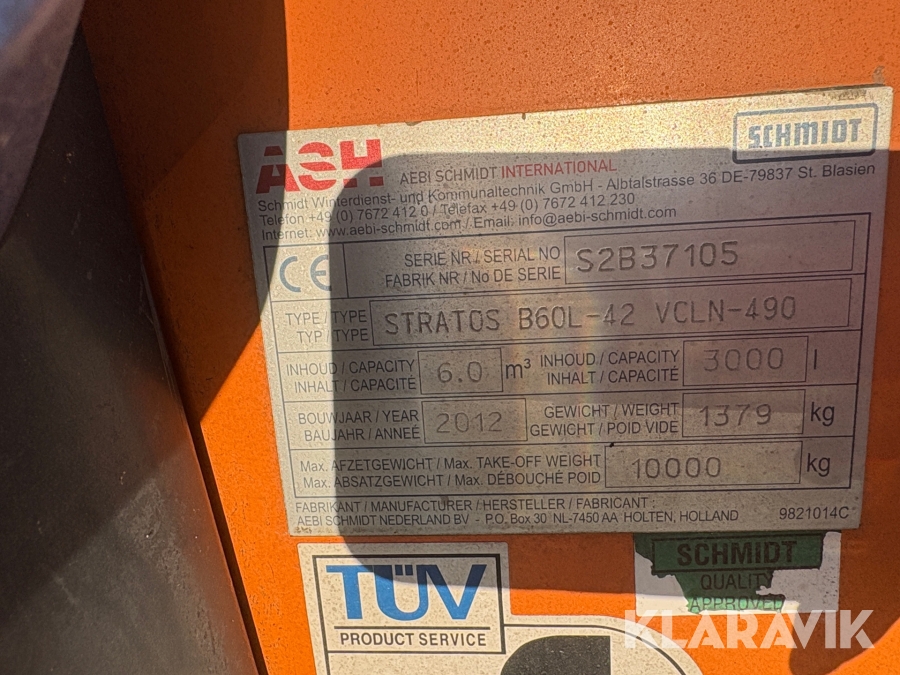 ASH AEBI SCHMIDT INTERNATIONAL
SCHMIDT
Schmidt Winterdienst- und Kommunaltechnik GmbH - Albtalstrasse 36 DE-79837 St. Blasien
Telefon +49 (0) 7672 412 0 / Telefax +49 (0) 7672 412 230
Internet: www.aebi-schmidt.com / Email: info@aebi-schmidt.com
CE
SERIE NR / SERIAL NO
FABRIK NR / No DE SERIE
S2B37105
TYPE / TYPE
TYP / TYPE
STRATOS B60L-42 VCLN-490
INHOUD / CAPACITY
INHALT / CAPACITÉ
6.0 m³
INHOUD / CAPACITY
INHALT / CAPACITÉ
3000 l
BOUWJAAR / YEAR
BAUJAHR / ANNEÉ
2012
GEWICHT / WEIGHT
GEWICHT / POID VIDE
1379 kg
Max. AFZETGEWICHT / Max. TAKE-OFF WEIGHT
Max. ABSATZGEWICHT / Max. DÉBOUCHÉ POID
10000 kg
FABRIKANT / MANUFACTURER / HERSTELLER / FABRICANT :
AEBI SCHMIDT NEDERLAND BV - P.O. Box 30 NL-7450 AA HOLTEN, HOLLAND 9821014C
TÜV
PRODUCT SERVICE
SCHMIDT
QUALITY
APPROVED
KLARAVIK